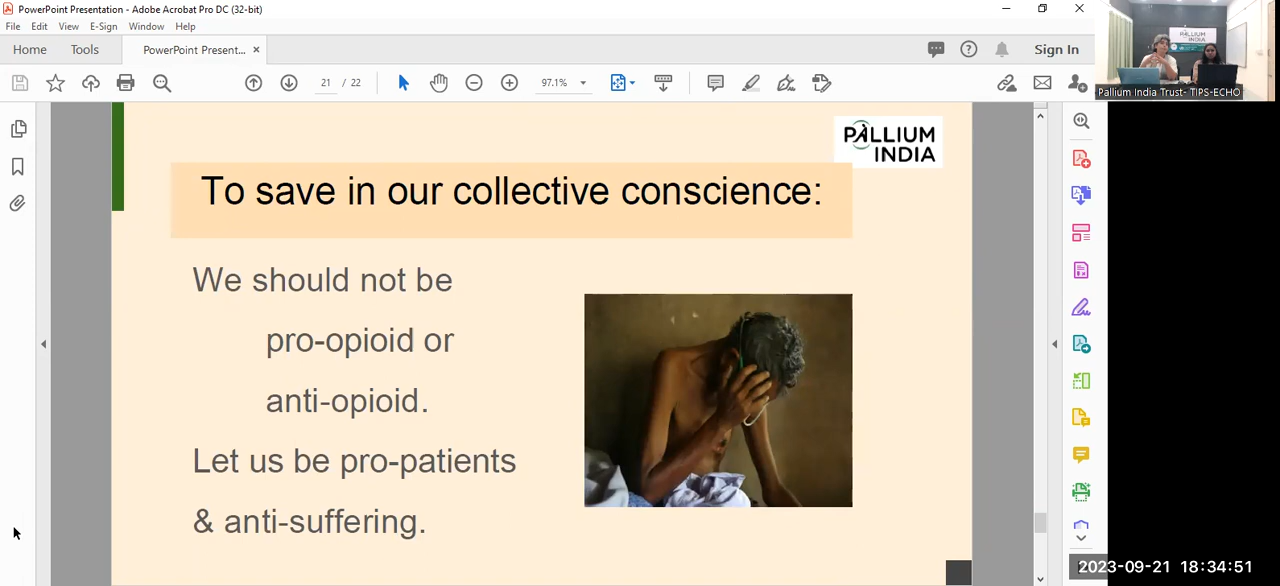 PowerPoint Presentation - Adobe Acrobat Pro DC (32-bit)
File Edit View E-Sign Window Help
Home Tools PowerPoint Present... × Sign In
21 / 22 97.1%
PALLIUM
INDIA
Pallium India Trust- TIPS-ECHO
PALLIUM
INDIA
To save in our collective conscience:
We should not be
pro-opioid or
anti-opioid.
Let us be pro-patients
& anti-suffering.
2023-09-21 18:34:51